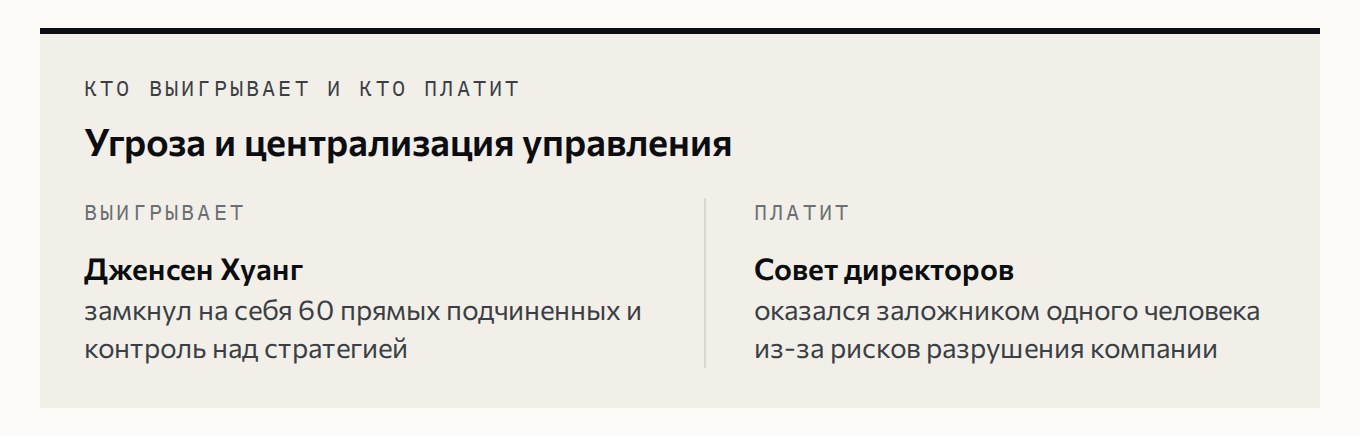 КТО ВЫИГРЫВАЕТ И КТО ПЛАТИТ
Угроза и централизация управления
ВЫИГРЫВАЕТ
Дженсен Хуанг
замкнул на себя 60 прямых подчиненных и
контроль над стратегией
ПЛАТИТ
Совет директоров
оказался заложником одного человека
из-за рисков разрушения компании